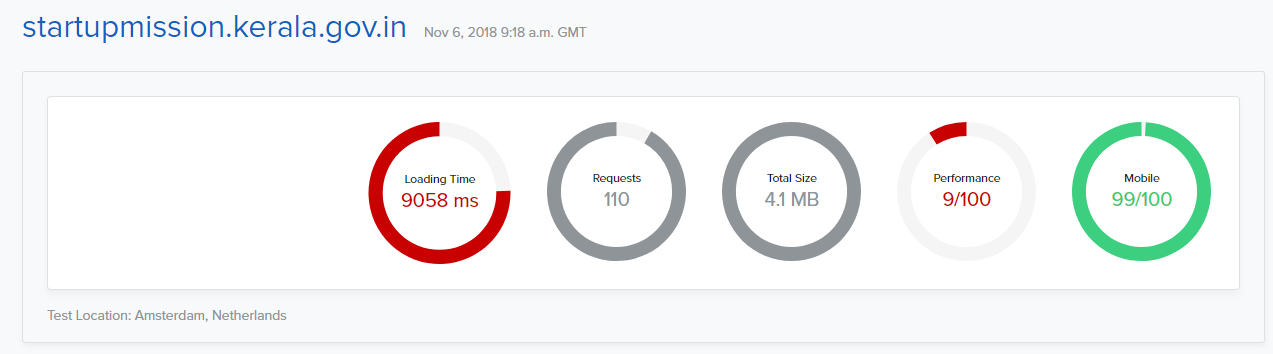 startupmission.kerala.gov.in Nov 6, 2018 9:18 a.m. GMT
Loading Time
9058 ms
Requests
110
Total Size
4.1 MB
Performance
9/100
Mobile
99/100
Test Location: Amsterdam, Netherlands